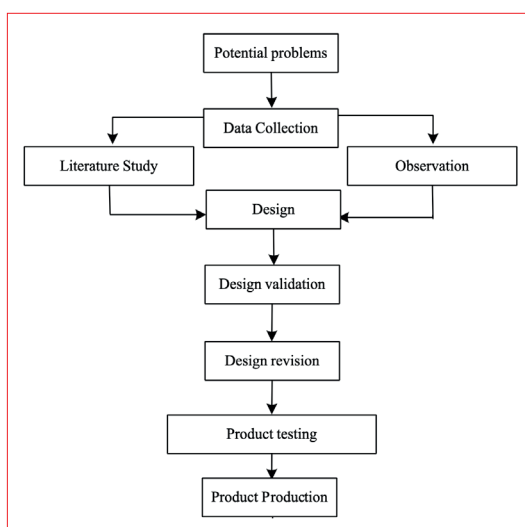 Potential problems
Data Collection
Literature Study
Observation
Design
Design validation
Design revision
Product testing
Product Production